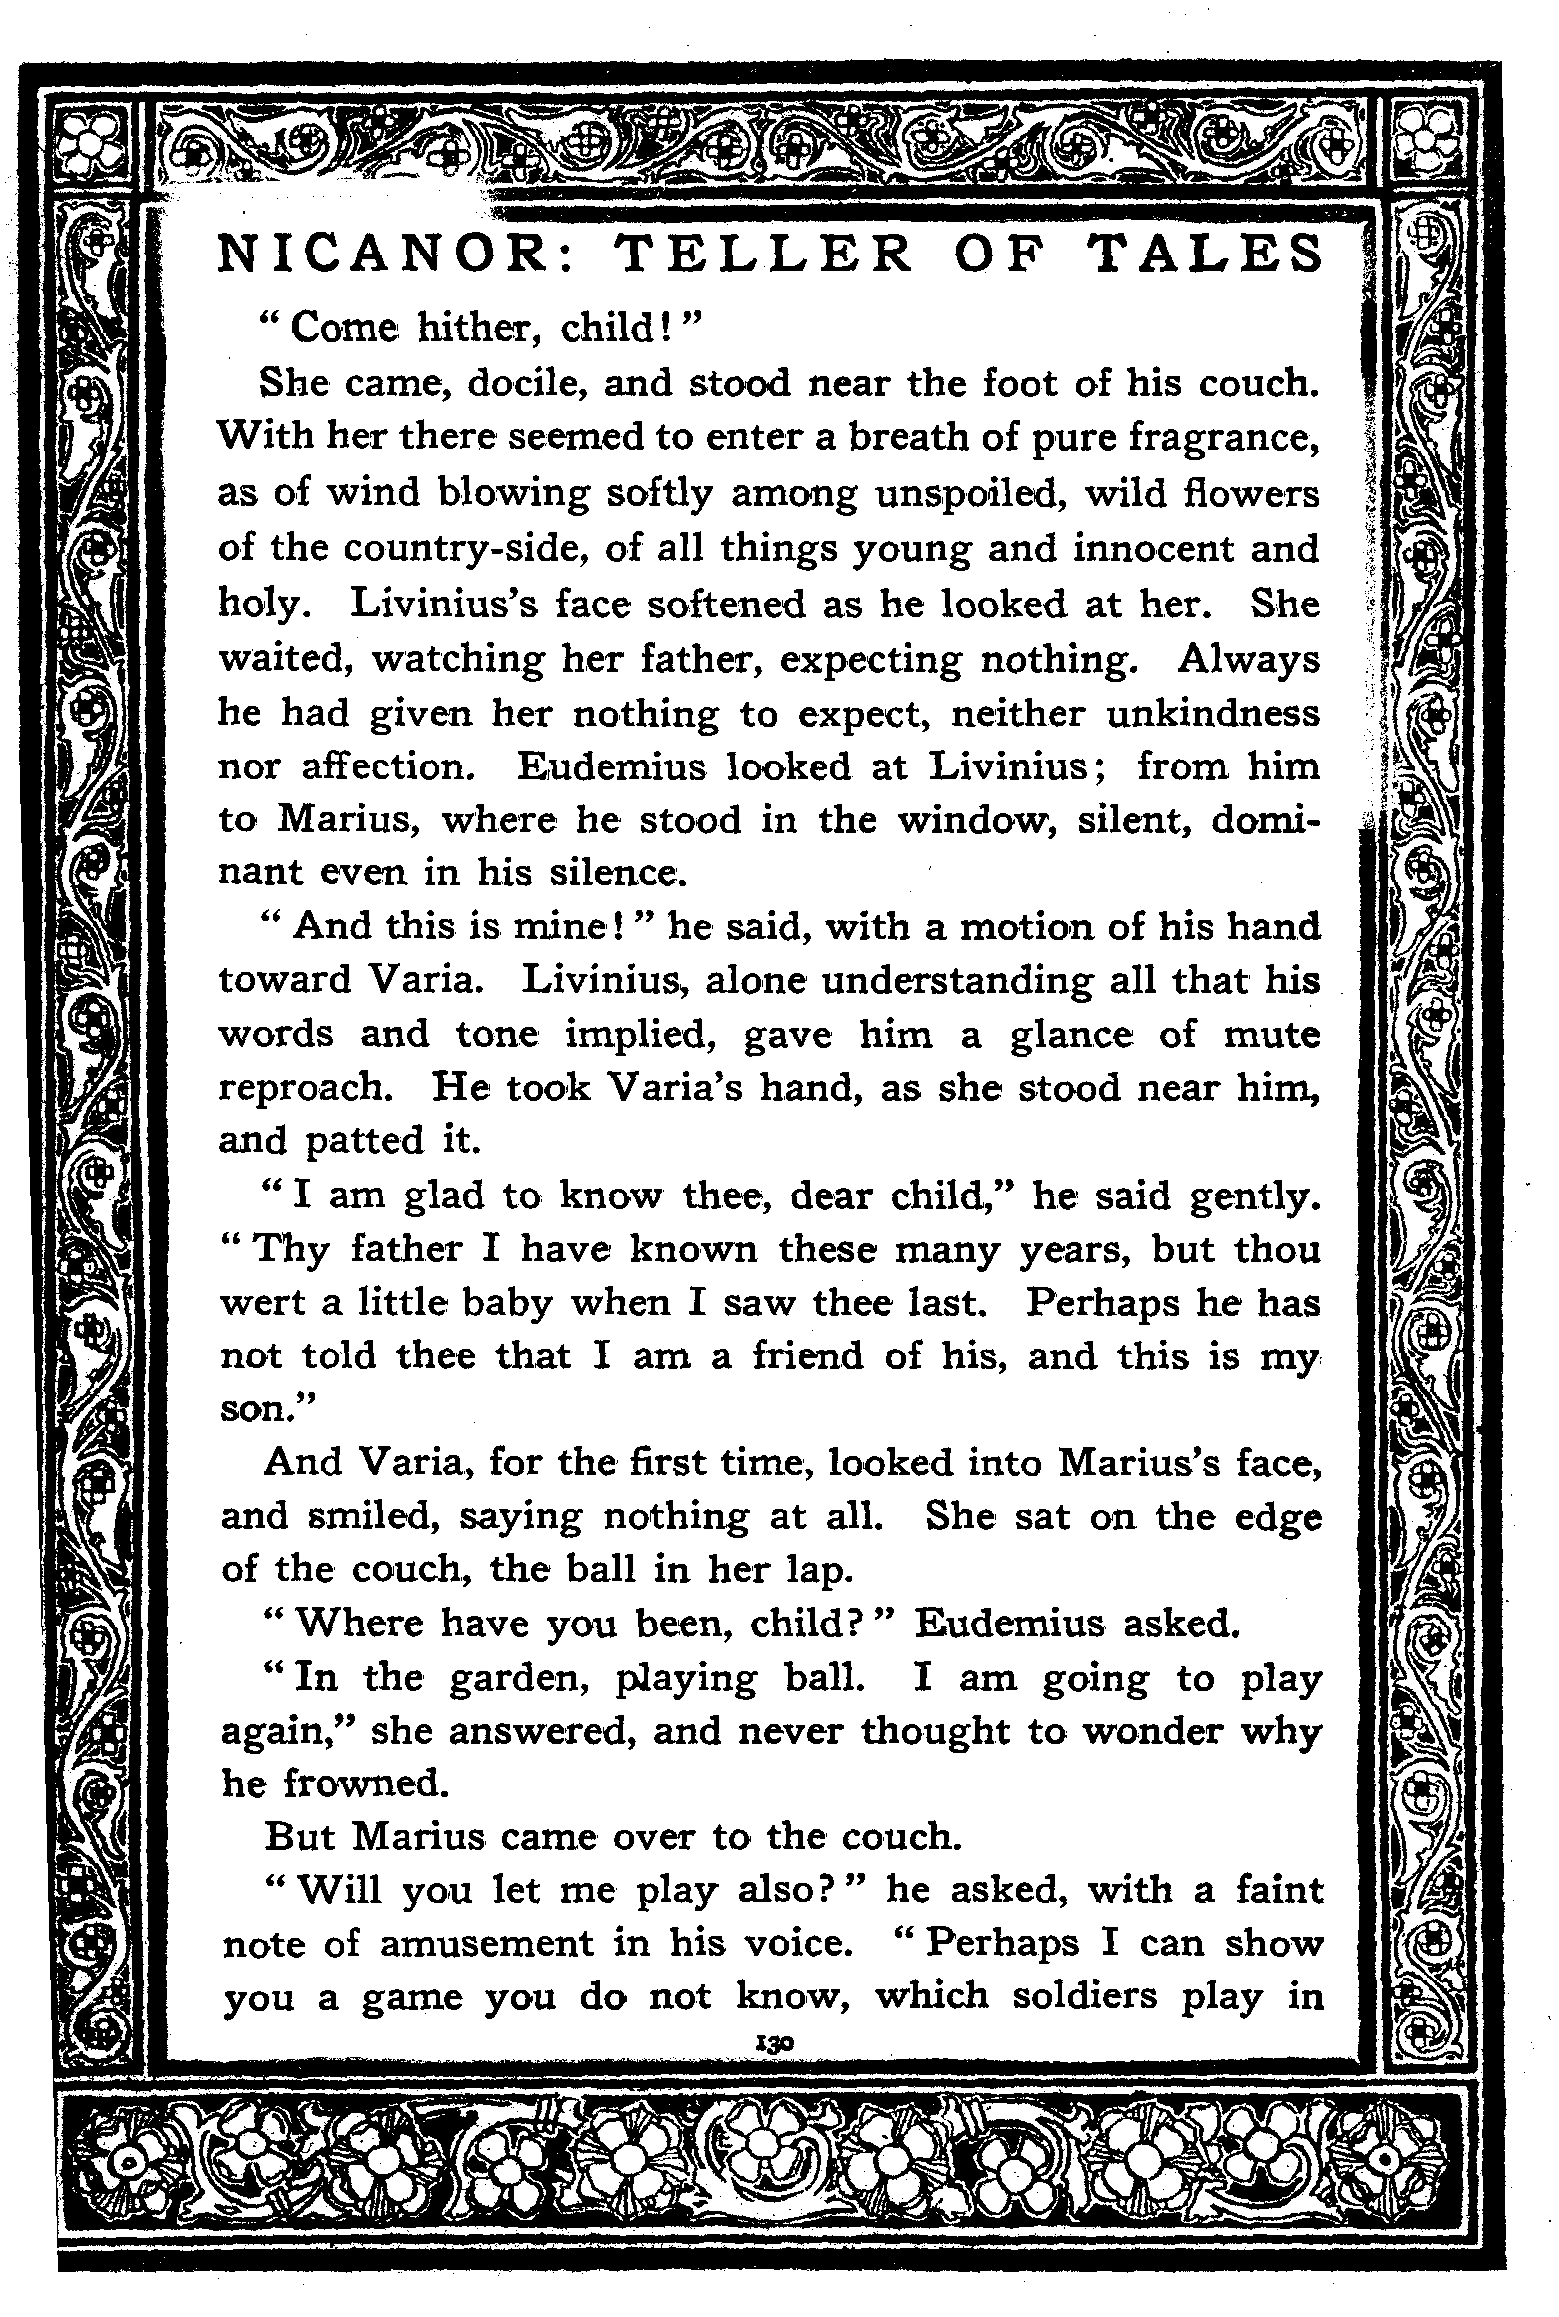 NICANOR: TELLER OF TALES
“ Come hither, child! ”
She came, docile, and stood near the foot of his couch.
With her there seemed to enter a breath of pure fragrance,
as of wind blowing softly among unspoiled, wild flowers
of the country-side, of all things young and innocent and
holy. Livinius’s face softened as he looked at her. She
waited, watching her father, expecting nothing. Always
he had given her nothing to expect, neither unkindness
nor affection. Eudemius looked at Livinius; from him
to Marius, where he stood in the window, silent, domi-
nant even in his silence.
“ And this is mine! ” he said, with a motion of his hand
toward Varia. Livinius, alone understanding all that his
words and tone implied, gave him a glance of mute
reproach. He took Varia’s hand, as she stood near him,
and patted it.
“ I am glad to know thee, dear child,” he said gently.
“ Thy father I have known these many years, but thou
wert a little baby when I saw thee last. Perhaps he has
not told thee that I am a friend of his, and this is my
son.”
And Varia, for the first time, looked into Marius’s face,
and smiled, saying nothing at all. She sat on the edge
of the couch, the ball in her lap.
“ Where have you been, child? ” Eudemius asked.
“ In the garden, playing ball. I am going to play
again,” she answered, and never thought to wonder why
he frowned.
But Marius came over to the couch.
“ Will you let me play also? ” he asked, with a faint
note of amusement in his voice. “ Perhaps I can show
you a game you do not know, which soldiers play in
130